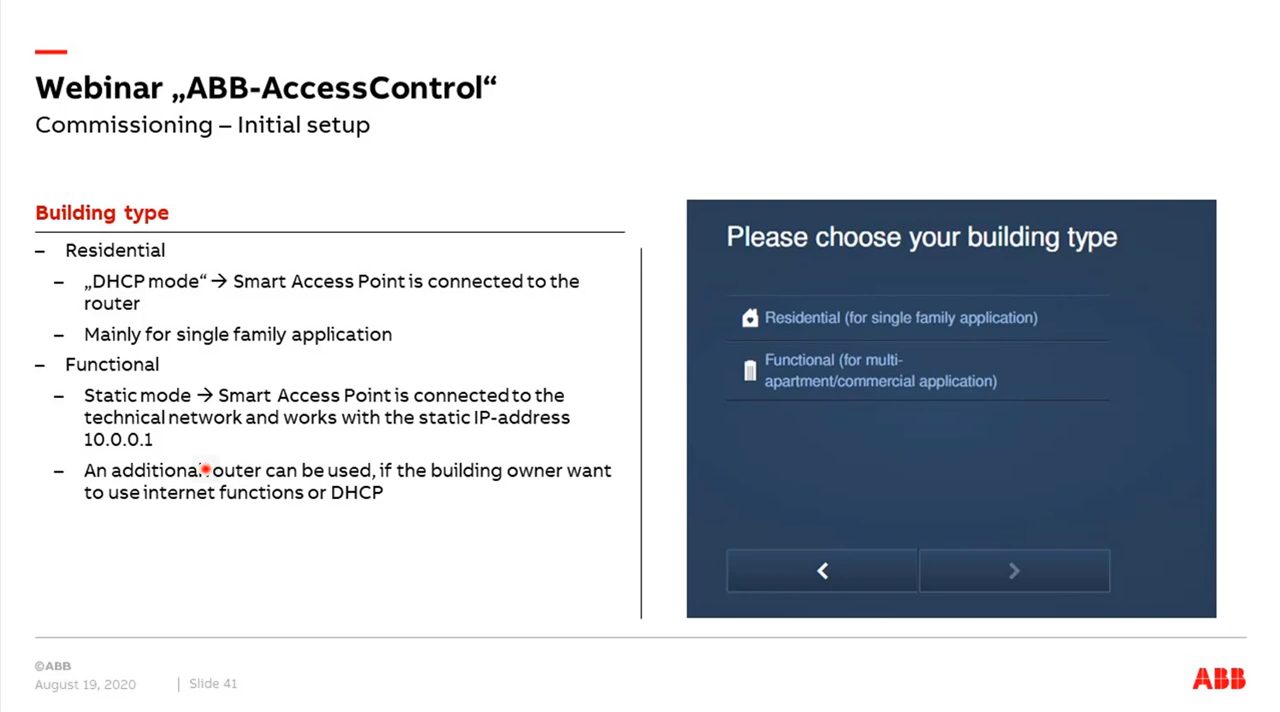 Webinar „ABB-AccessControl“
Commissioning – Initial setup
Building type
– Residential
– „DHCP mode“ → Smart Access Point is connected to the
router
– Mainly for single family application
– Functional
– Static mode → Smart Access Point is connected to the
technical network and works with the static IP-address
10.0.0.1
– An additional router can be used, if the building owner want
to use internet functions or DHCP
Please choose your building type
Residential (for single family application)
Functional (for multi-
apartment/commercial application)
©ABB
August 19, 2020 | Slide 41
ABB